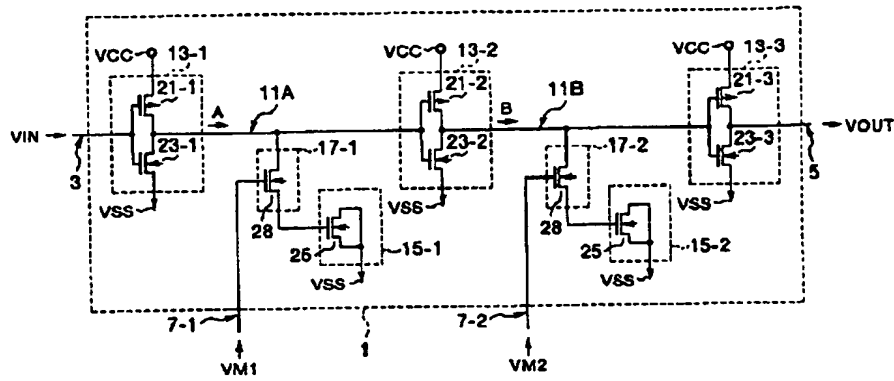 VCC 13-1
21-1
A 11A
VIN
3
23-1
VSS
17-1
28
26
15-1
VSS
7-1
VM1
1
VCC 13-2
21-2
B 11B
23-2
VSS
17-2
28
25
15-2
VSS
7-2
VM2
VCC 13-3
21-3
VOUT
5
23-3
VSS